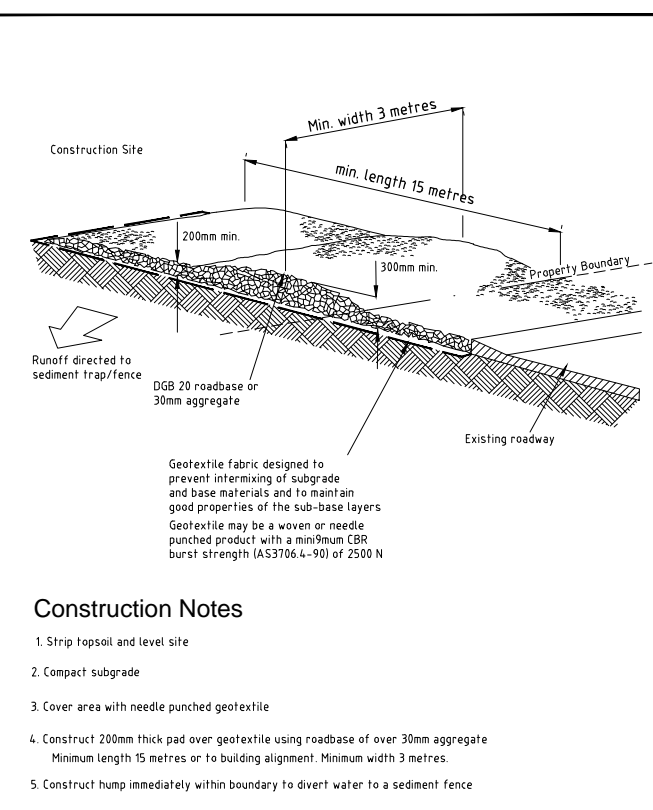 Min. width 3 metres
Construction Site
min. length 15 metres
200mm min.
300mm min.
Property Boundary
Runoff directed to
sediment trap/fence
DGB 20 roadbase or
30mm aggregate
Existing roadway
Geotextile fabric designed to
prevent intermixing of subgrade
and base materials and to maintain
good properties of the sub-base layers
Geotextile may be a woven or needle
punched product with a mini9mum CBR
burst strength (AS3706.4-90) of 2500 N
Construction Notes
1. Strip topsoil and level site
2. Compact subgrade
3. Cover area with needle punched geotextile
4. Construct 200mm thick pad over geotextile using roadbase of over 30mm aggregate
Minimum length 15 metres or to building alignment. Minimum width 3 metres.
5. Construct hump immediately within boundary to divert water to a sediment fence